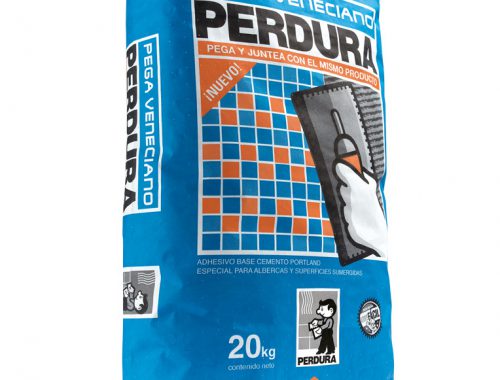 VENECIANO
PERDURA
PEGA Y JUNTEA CON EL MISMO PRODUCTO
¡NUEVO!
PEGA VENECIANO
PERDURA
ADHESIVO BASE CEMENTO PORTLAND
ESPECIAL PARA ALBERCAS Y SUPERFICIES SUMERGIDAS
20kg
contenido neto
PERDURA